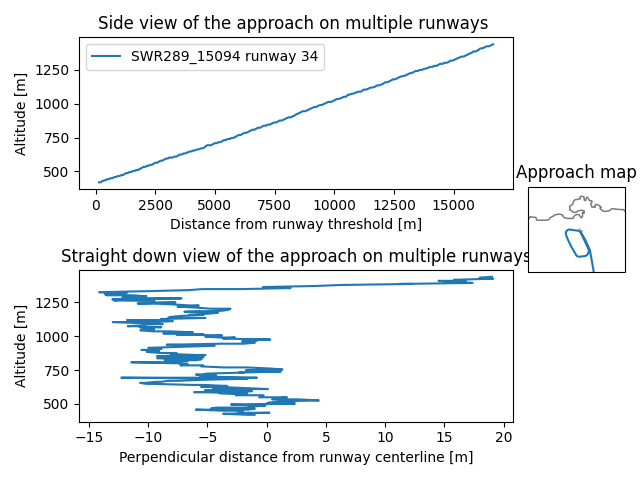 Side view of the approach on multiple runways
SWR289_15094 runway 34
Altitude [m]
1250
1000
750
500
0
2500
5000
7500
10000
12500
15000
Distance from runway threshold [m]
Approach map
Straight down view of the approach on multiple runways
Altitude [m]
1250
1000
750
500
−15
−10
−5
0
5
10
15
20
Perpendicular distance from runway centerline [m]